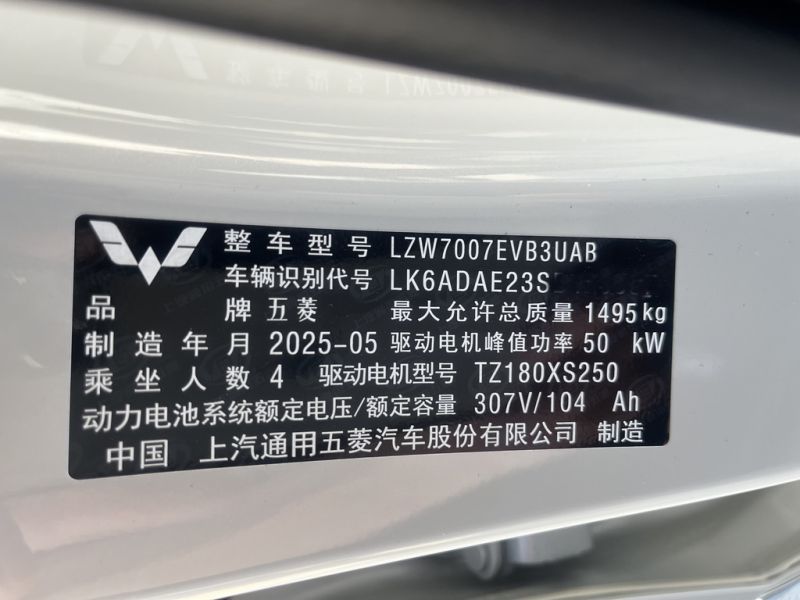 整车型号 LZW7007EVB3UAB
车辆识别代号 LK6ADAE23S
品牌 五菱 最大允许总质量 1495kg
制造年月 2025-05 驱动电机峰值功率 50 kW
乘坐人数 4 驱动电机型号 TZ180XS250
动力电池系统额定电压/额定容量 307V/104 Ah
中国 上汽通用五菱汽车股份有限公司 制造